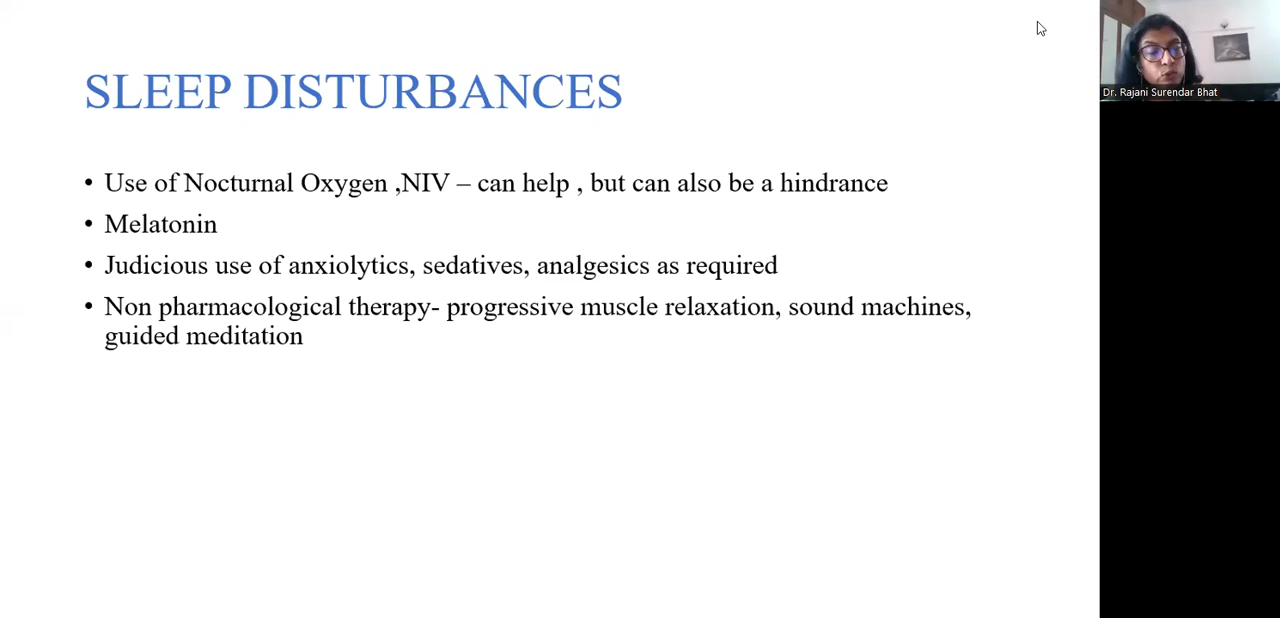 SLEEP DISTURBANCES
• Use of Nocturnal Oxygen ,NIV – can help , but can also be a hindrance
• Melatonin
• Judicious use of anxiolytics, sedatives, analgesics as required
• Non pharmacological therapy- progressive muscle relaxation, sound machines,
guided meditation
Dr. Rajani Surendar Bhat